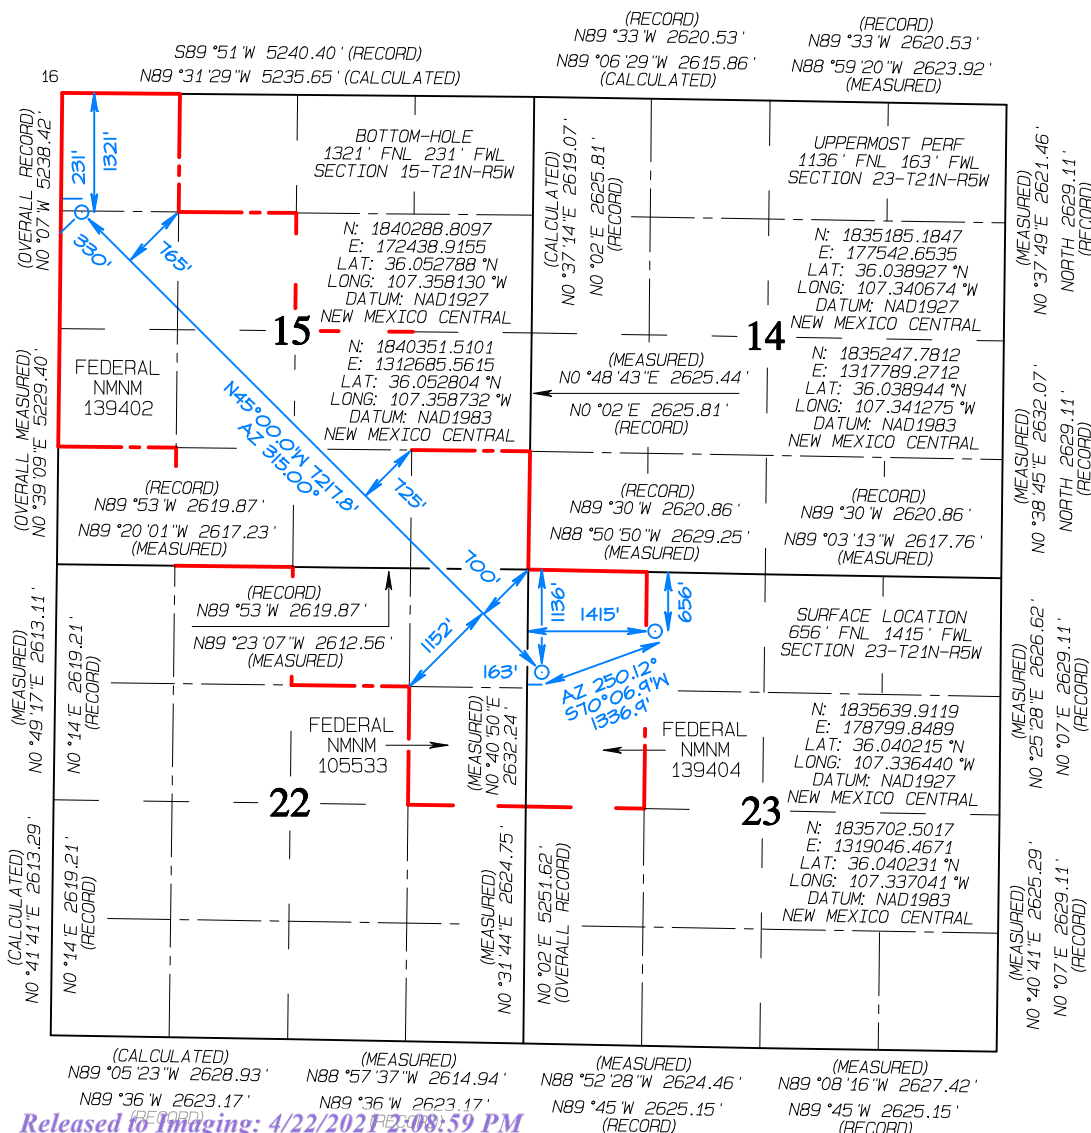 S89°51'W 5240.40' (RECORD)
N89°31'29"W 5235.65' (CALCULATED)
(RECORD)
N89°33'W 2620.53'
N89°06'29"W 2615.86'
(CALCULATED)
(RECORD)
N89°33'W 2620.53'
N88°59'20"W 2623.92'
(MEASURED)
16
(OVERALL RECORD)
N0°07'W 5238.42'
231'
1321'
330'
765'
BOTTOM-HOLE
1321' FNL 231' FWL
SECTION 15-T21N-R5W
N: 1840288.8097
E: 172438.9155
LAT: 36.052788°N
LONG: 107.358130°W
DATUM: NAD1927
NEW MEXICO CENTRAL
15
N: 1840351.5101
E: 1312685.5615
LAT: 36.052804°N
LONG: 107.358732°W
DATUM: NAD1983
NEW MEXICO CENTRAL
(CALCULATED)
N0°37'14"E 2619.07'
N0°02'E 2625.81'
(RECORD)
UPPERMOST PERF
1136' FNL 163' FWL
SECTION 23-T21N-R5W
N: 1835185.1847
E: 177542.6535
LAT: 36.038927°N
LONG: 107.340674°W
DATUM: NAD1927
NEW MEXICO CENTRAL
14
N: 1835247.7812
E: 1317789.2712
LAT: 36.038944°N
LONG: 107.341275°W
DATUM: NAD1983
NEW MEXICO CENTRAL
(MEASURED)
N0°37'49"E 2621.46'
NORTH 2629.11'
(RECORD)
(MEASURED)
N0°48'43"E 2625.44'
N0°02'E 2625.81'
(RECORD)
FEDERAL
NMNM
139402
N45°00.0'W 7217.8'
AZ 315.00°
(OVERALL MEASURED)
N0°39'09"E 5229.40'
(MEASURED)
N0°38'45"E 2632.07'
NORTH 2629.11'
(RECORD)
725'
(RECORD)
N89°53'W 2619.87'
N89°20'01"W 2617.23'
(MEASURED)
(RECORD)
N89°30'W 2620.86'
N88°50'50"W 2629.25'
(MEASURED)
(RECORD)
N89°30'W 2620.86'
N89°03'13"W 2617.76'
(MEASURED)
700'
1152'
(RECORD)
N89°53'W 2619.87'
N89°23'07"W 2612.56'
(MEASURED)
1136'
1415'
656'
163'
AZ 250.12°
S70°06.9'W
1336.9'
SURFACE LOCATION
656' FNL 1415' FWL
SECTION 23-T21N-R5W
(MEASURED)
N0°49'17"E 2613.11'
N0°14'E 2619.21'
(RECORD)
FEDERAL
NMNM
105533
(MEASURED)
N0°40'50"E
2632.24'
FEDERAL
NMNM
139404
N: 1835639.9119
E: 178799.8489
LAT: 36.040215°N
LONG: 107.336440°W
DATUM: NAD1927
NEW MEXICO CENTRAL
(MEASURED)
N0°25'28"E 2626.62'
N0°07'E 2629.11'
(RECORD)
22
23
N: 1835702.5017
E: 1319046.4671
LAT: 36.040231°N
LONG: 107.337041°W
DATUM: NAD1983
NEW MEXICO CENTRAL
(CALCULATED)
N0°41'41"E 2613.29'
N0°14'E 2619.21'
(RECORD)
(MEASURED)
N0°31'44"E 2624.75'
N0°02'E 5251.62'
(OVERALL RECORD)
(MEASURED)
N0°40'41"E 2625.29'
N0°07'E 2629.11'
(RECORD)
(CALCULATED)
N89°05'23"W 2628.93'
N89°36'W 2623.17'
(RECORD)
(MEASURED)
N88°57'37"W 2614.94'
N89°36'W 2623.17'
(RECORD)
(MEASURED)
N88°52'28"W 2624.46'
N89°45'W 2625.15'
(RECORD)
(MEASURED)
N89°08'16"W 2627.42'
N89°45'W 2625.15'
(RECORD)
Released to Imaging: 4/22/2021 2:08:59 PM